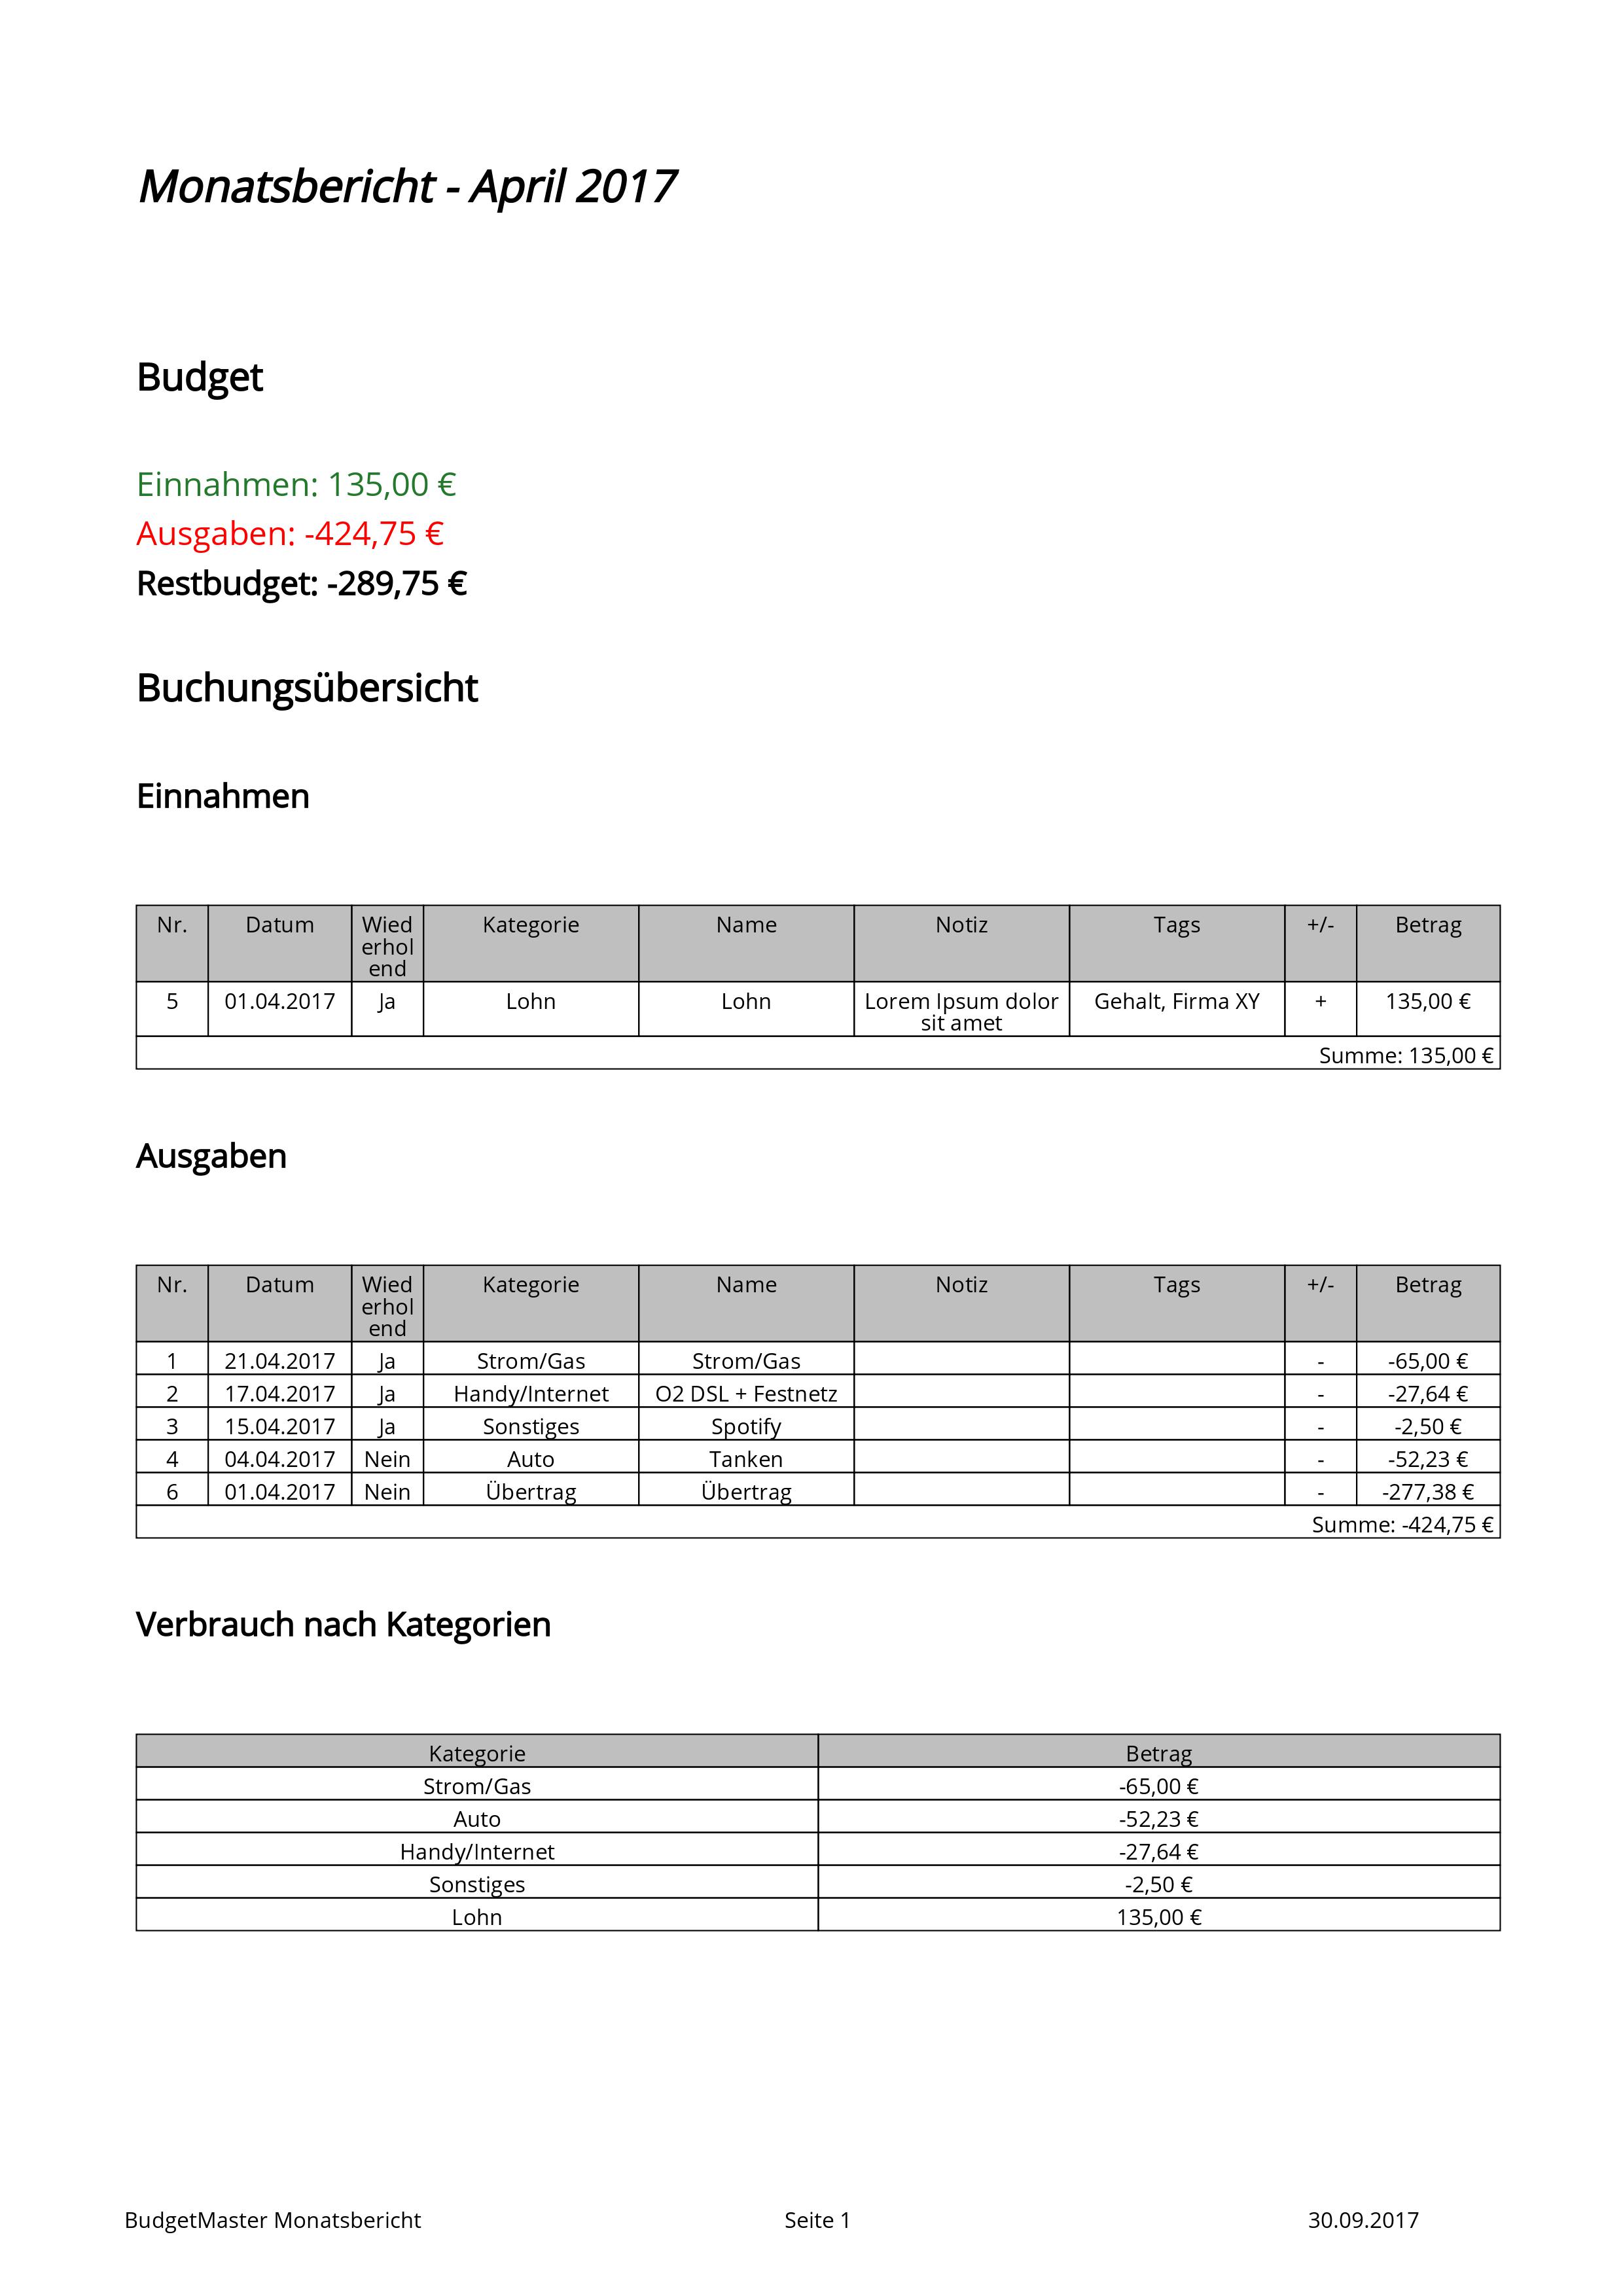 Monatsbericht - April 2017
Budget
Einnahmen: 135,00 €
Ausgaben: -424,75 €
Restbudget: -289,75 €
Buchungsübersicht
Einnahmen
Nr. Datum Wied Kategorie Name Notiz Tags +/- Betrag
erhol
end
5 01.04.2017 Ja Lohn Lohn Lorem Ipsum dolor Gehalt, Firma XY + 135,00 €
sit amet
Summe: 135,00 €
Ausgaben
Nr. Datum Wied Kategorie Name Notiz Tags +/- Betrag
erhol
end
1 21.04.2017 Ja Strom/Gas Strom/Gas - -65,00 €
2 17.04.2017 Ja Handy/Internet O2 DSL + Festnetz - -27,64 €
3 15.04.2017 Ja Sonstiges Spotify - -2,50 €
4 04.04.2017 Nein Auto Tanken - -52,23 €
6 01.04.2017 Nein Übertrag Übertrag - -277,38 €
Summe: -424,75 €
Verbrauch nach Kategorien
Kategorie Betrag
Strom/Gas -65,00 €
Auto -52,23 €
Handy/Internet -27,64 €
Sonstiges -2,50 €
Lohn 135,00 €
BudgetMaster Monatsbericht Seite 1 30.09.2017